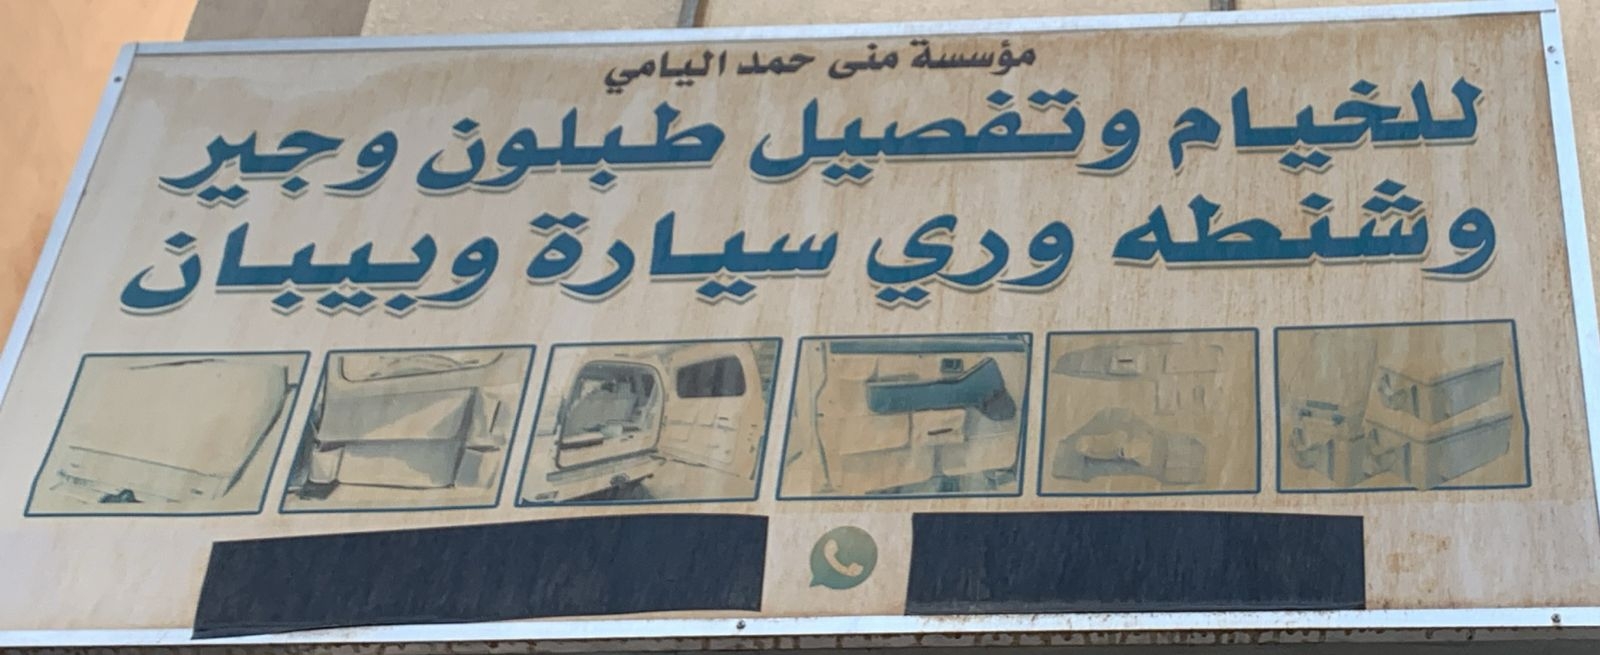 مؤسسة منى حمد اليامي
للخيام وتفصيل طبلون وجير
وشنطه وري سيارة وبيبان